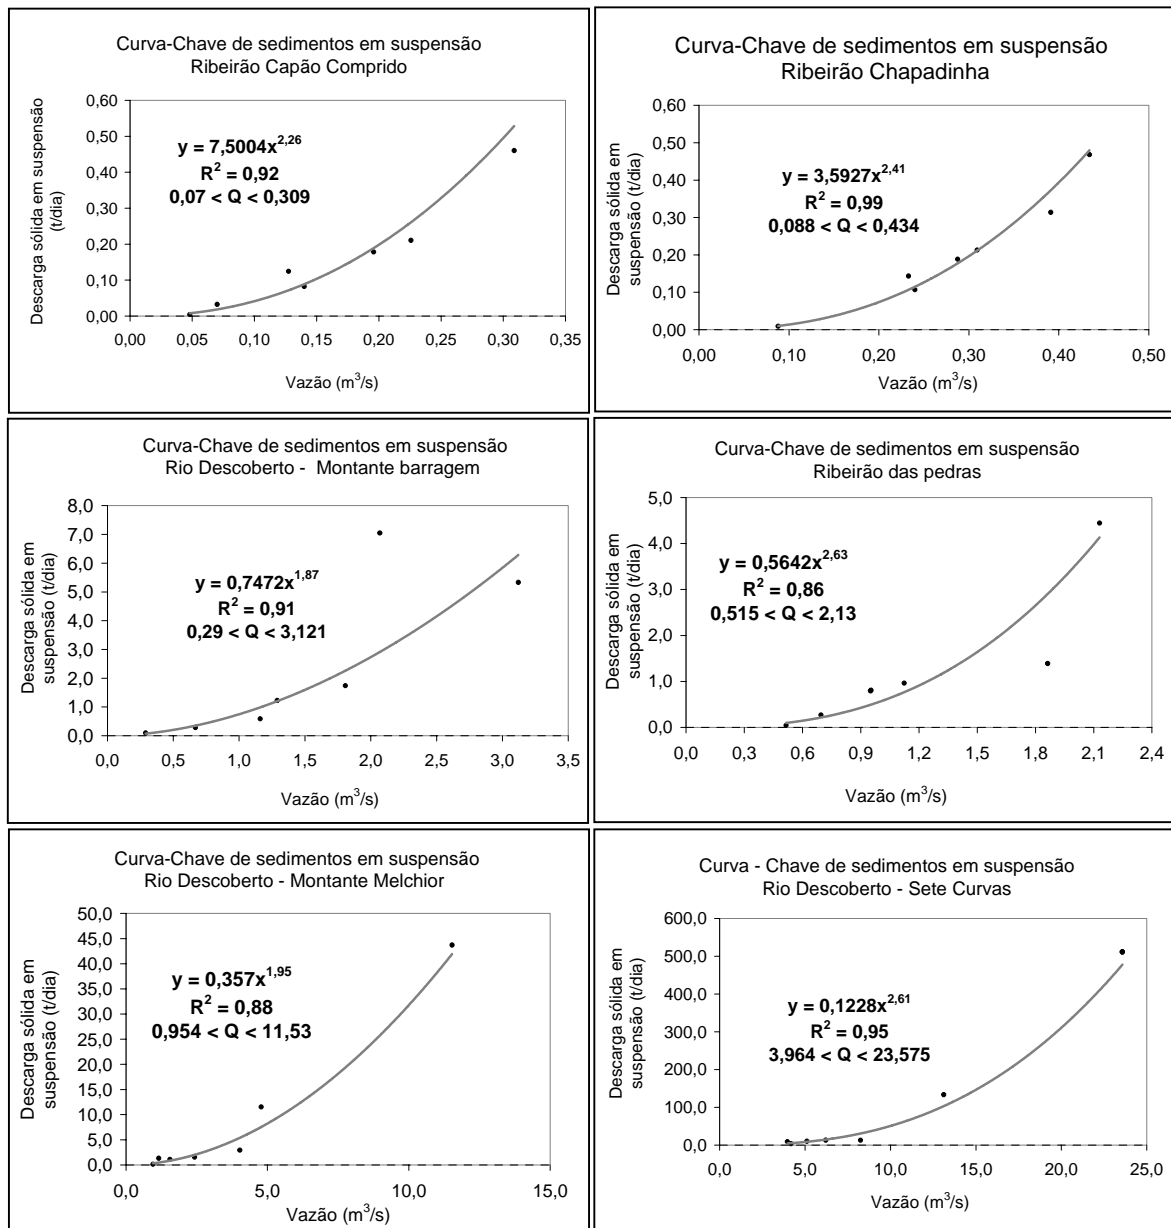 Curva-Chave de sedimentos em suspensão
Ribeirão Capão Comprido
Descarga sólida em suspensão
(t/dia)
0,60
0,50
0,40
0,30
0,20
0,10
0,00
y = 7,5004x^2,26
R^2 = 0,92
0,07 < Q < 0,309
0,00 0,05 0,10 0,15 0,20 0,25 0,30 0,35
Vazão (m^3/s)
Curva-Chave de sedimentos em suspensão
Ribeirão Chapadinha
Descarga sólida em
suspensão (t/dia)
0,60
0,50
0,40
0,30
0,20
0,10
0,00
y = 3,5927x^2,41
R^2 = 0,99
0,088 < Q < 0,434
0,00 0,10 0,20 0,30 0,40 0,50
Vazão (m^3/s)
Curva-Chave de sedimentos em suspensão
Rio Descoberto - Montante barragem
Descarga sólida em
suspensão (t/dia)
8,0
7,0
6,0
5,0
4,0
3,0
2,0
1,0
0,0
y = 0,7472x^1,87
R^2 = 0,91
0,29 < Q < 3,121
0,0 0,5 1,0 1,5 2,0 2,5 3,0 3,5
Vazão (m^3/s)
Curva-Chave de sedimentos em suspensão
Ribeirão das pedras
Descarga sólida em
suspensão (t/dia)
5,0
4,0
3,0
2,0
1,0
0,0
y = 0,5642x^2,63
R^2 = 0,86
0,515 < Q < 2,13
0,0 0,3 0,6 0,9 1,2 1,5 1,8 2,1 2,4
Vazão (m^3/s)
Curva-Chave de sedimentos em suspensão
Rio Descoberto - Montante Melchior
Descarga sólida em
suspensão (t/dia)
50,0
45,0
40,0
35,0
30,0
25,0
20,0
15,0
10,0
5,0
0,0
y = 0,357x^1,95
R^2 = 0,88
0,954 < Q < 11,53
0,0 5,0 10,0 15,0
Vazão (m^3/s)
Curva - Chave de sedimentos em suspensão
Rio Descoberto - Sete Curvas
Descarga sólida em
suspensão (t/dia)
600,0
500,0
400,0
300,0
200,0
100,0
0,0
y = 0,1228x^2,61
R^2 = 0,95
3,964 < Q < 23,575
0,0 5,0 10,0 15,0 20,0 25,0
Vazão (m^3/s)